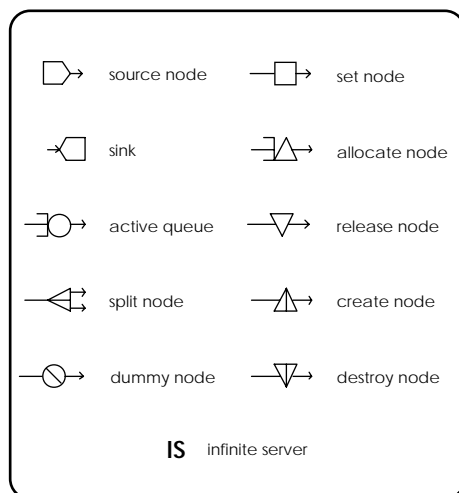 source node
set node
sink
allocate node
active queue
release node
split node
create node
dummy node
destroy node
IS infinite server